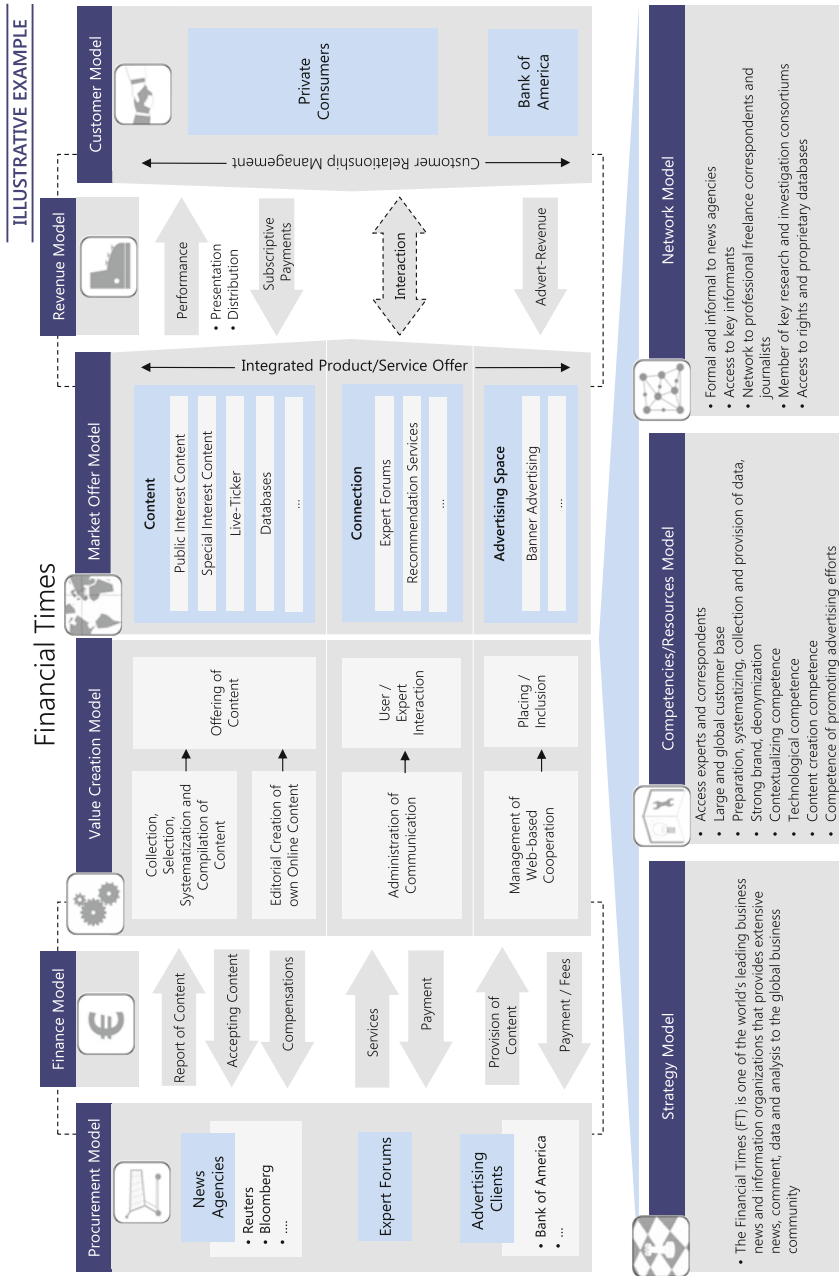 ILLUSTRATIVE EXAMPLE
Financial Times
Procurement Model
News
Agencies
• Reuters
• Bloomberg
• ....
Expert Forums
Advertising
Clients
• Bank of America
• ...
Finance Model
€
Report of Content
Accepting Content
Compensations
Services
Payment
Provision of
Content
Payment / Fees
Value Creation Model
Collection,
Selection,
Systematization and
Compilation of
Content
Editorial Creation of
own Online Content
Offering of
Content
Administration of
Communication
User /
Expert
Interaction
Management of
Web-based
Cooperation
Placing /
Inclusion
Market Offer Model
Content
Public Interest Content
Special Interest Content
Live-Ticker
Databases
...
Connection
Expert Forums
Recommendation Services
...
Advertising Space
Banner Advertising
...
Integrated Product/Service Offer
Revenue Model
Performance
• Presentation
• Distribution
Subscriptive
Payments
Interaction
Advert-Revenue
Customer Model
Customer Relationship Management
Private
Consumers
Bank of
America
Strategy Model
• The Financial Times (FT) is one of the world's leading business
news and information organizations that provides extensive
news, comment, data and analysis to the global business
community
Competencies/Resources Model
• Access experts and correspondents
• Large and global customer base
• Preparation, systematizing, collection and provision of data,
• Strong brand, deonymization
• Contextualizing competence
• Technological competence
• Content creation competence
• Competence of promoting advertising efforts
Network Model
• Formal and informal to news agencies
• Access to key informants
• Network to professional freelance correspondents and
journalists
• Member of key research and investigation consortiums
• Access to rights and proprietary databases